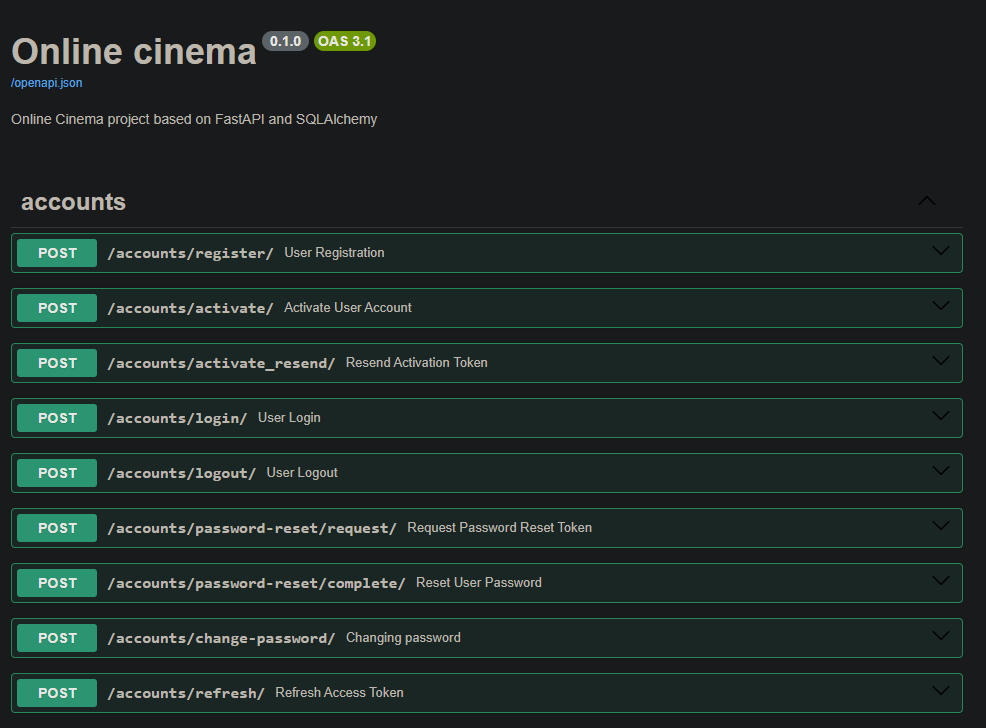 Online cinema 0.1.0 OAS 3.1
/openapi.json
Online Cinema project based on FastAPI and SQLAlchemy
accounts
POST /accounts/register/ User Registration
POST /accounts/activate/ Activate User Account
POST /accounts/activate_resend/ Resend Activation Token
POST /accounts/login/ User Login
POST /accounts/logout/ User Logout
POST /accounts/password-reset/request/ Request Password Reset Token
POST /accounts/password-reset/complete/ Reset User Password
POST /accounts/change-password/ Changing password
POST /accounts/refresh/ Refresh Access Token